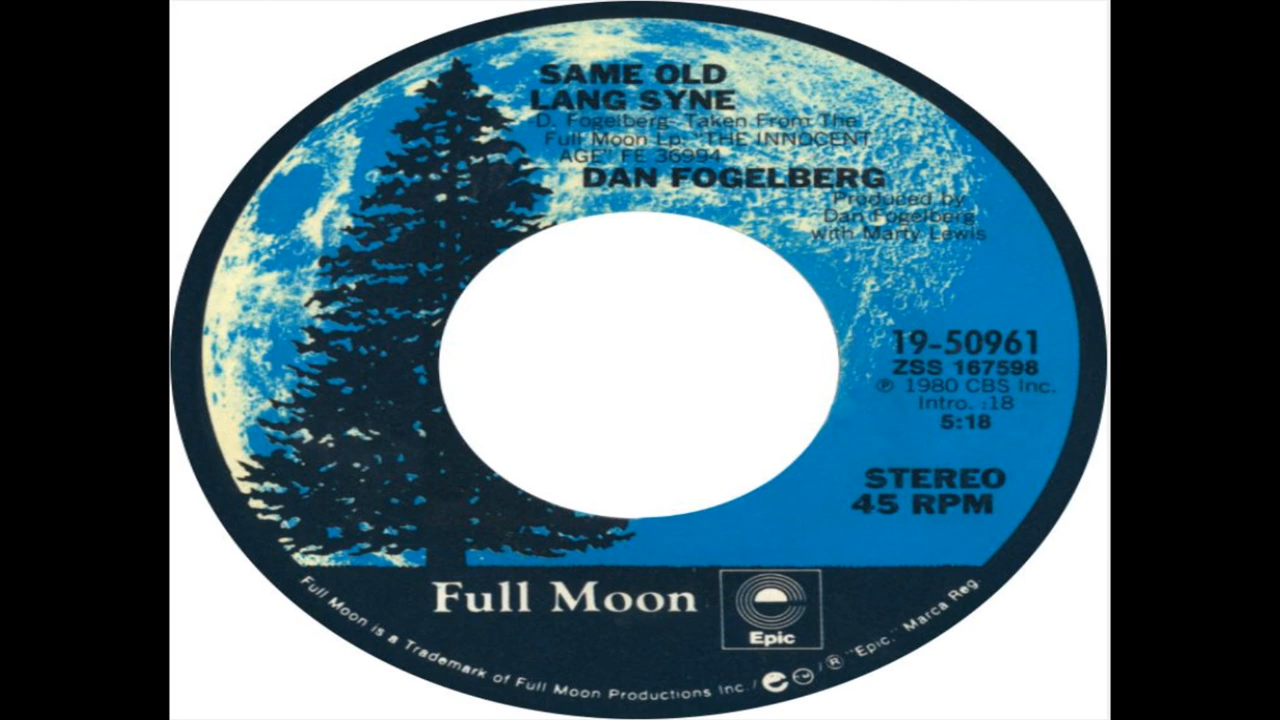 SAME OLD
LANG SYNE
D. Fogelberg- Taken From The
Full Moon Lp: "THE INNOCENT
AGE" FE 36994
DAN FOGELBERG
Produced by
Dan Fogelberg
with Marty Lewis
19-50961
ZSS 167598
℗ 1980 CBS Inc.
Intro. :18
5:18
STEREO
45 RPM
Full Moon
Epic
Full Moon is a Trademark of Full Moon Productions Inc. / e / ® "Epic," Marca Reg.